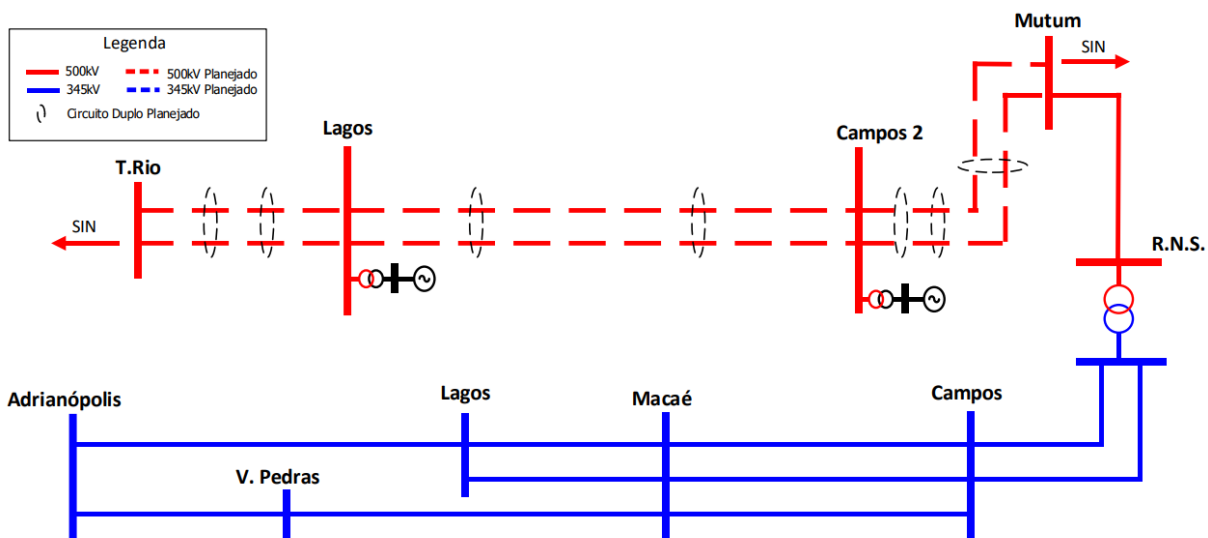 Mutum
Legenda
500kV
500kV Planejado
345kV
345kV Planejado
Circuito Duplo Planejado
SIN
Lagos
Campos 2
T.Rio
SIN
R.N.S.
Adrianópolis
Lagos
Macaé
Campos
V. Pedras